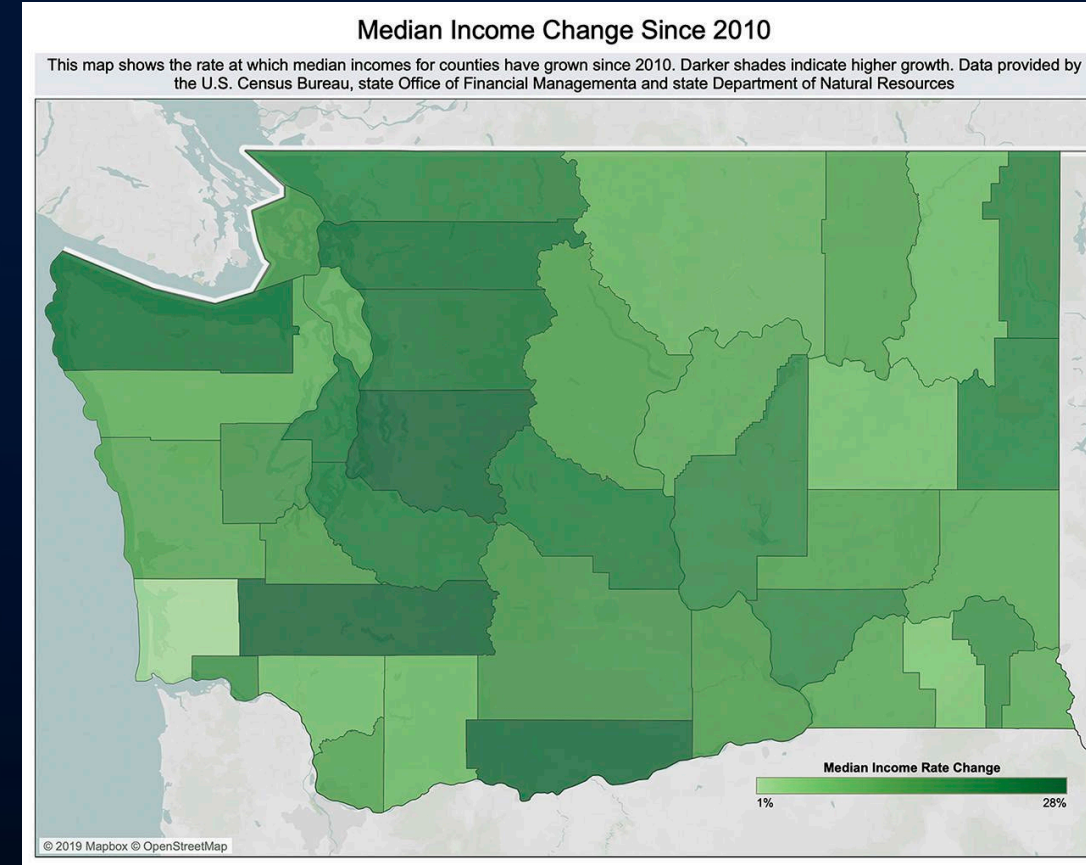 Median Income Change Since 2010
This map shows the rate at which median incomes for counties have grown since 2010. Darker shades indicate higher growth. Data provided by
the U.S. Census Bureau, state Office of Financial Managementa and state Department of Natural Resources
Median Income Rate Change
1% 28%
© 2019 Mapbox © OpenStreetMap